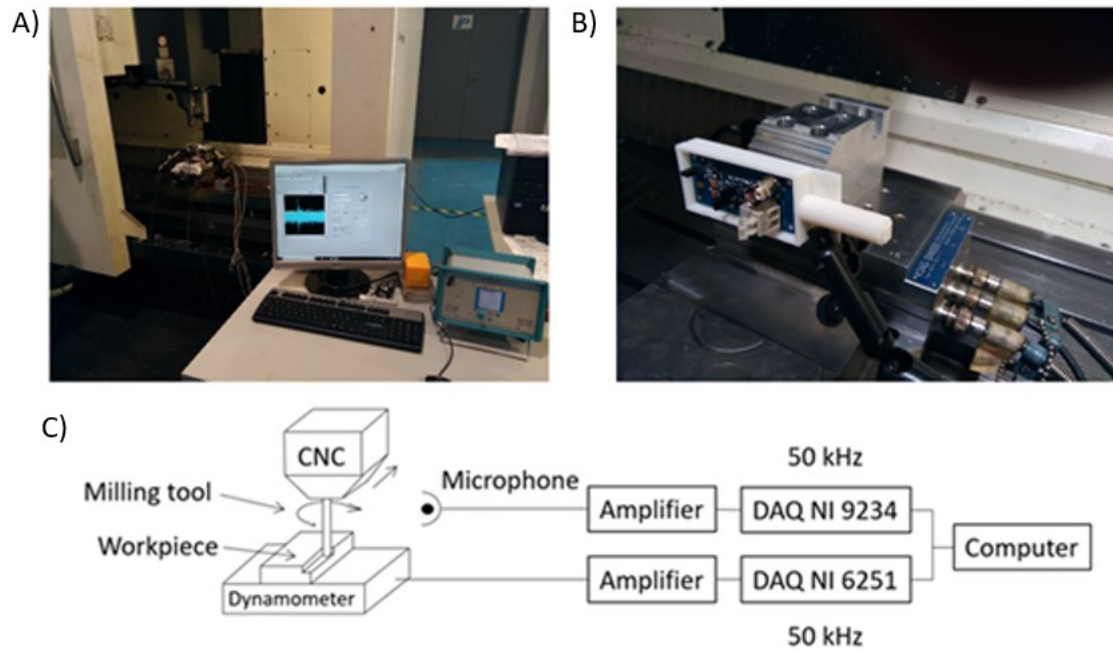 A)
B)
C)
CNC
50 kHz
Milling tool
Microphone
Amplifier
DAQ NI 9234
Workpiece
Computer
Dynamometer
Amplifier
DAQ NI 6251
50 kHz